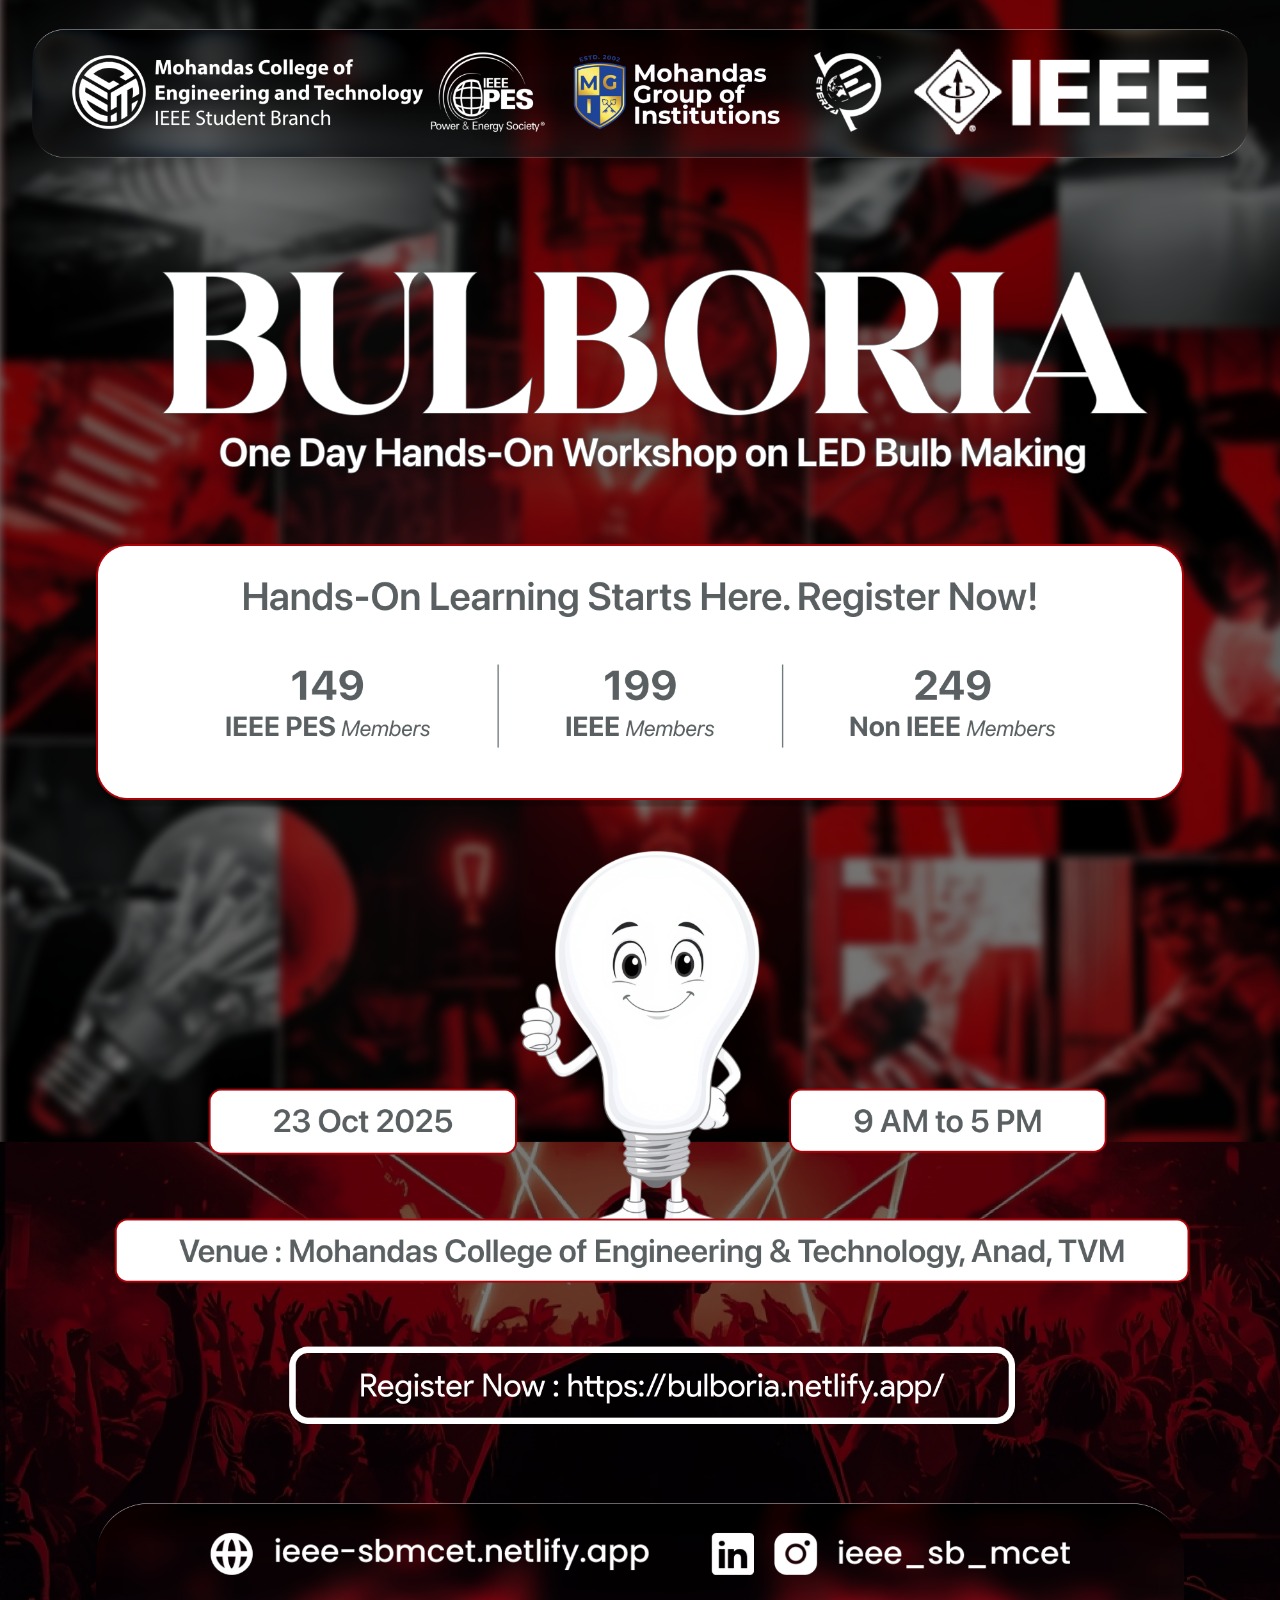 Mohandas College of
Engineering and Technology
IEEE Student Branch
IEEE
PES
Power & Energy Society®
ESTD. 2002
M G
I
Mohandas
Group of
Institutions
IEEE
BULBORIA
One Day Hands-On Workshop on LED Bulb Making
Hands-On Learning Starts Here. Register Now!
149
IEEE PES Members
199
IEEE Members
249
Non IEEE Members
23 Oct 2025
9 AM to 5 PM
Venue : Mohandas College of Engineering & Technology, Anad, TVM
Register Now : https://bulboria.netlify.app/
ieee-sbmcet.netlify.app
in
ieee_sb_mcet